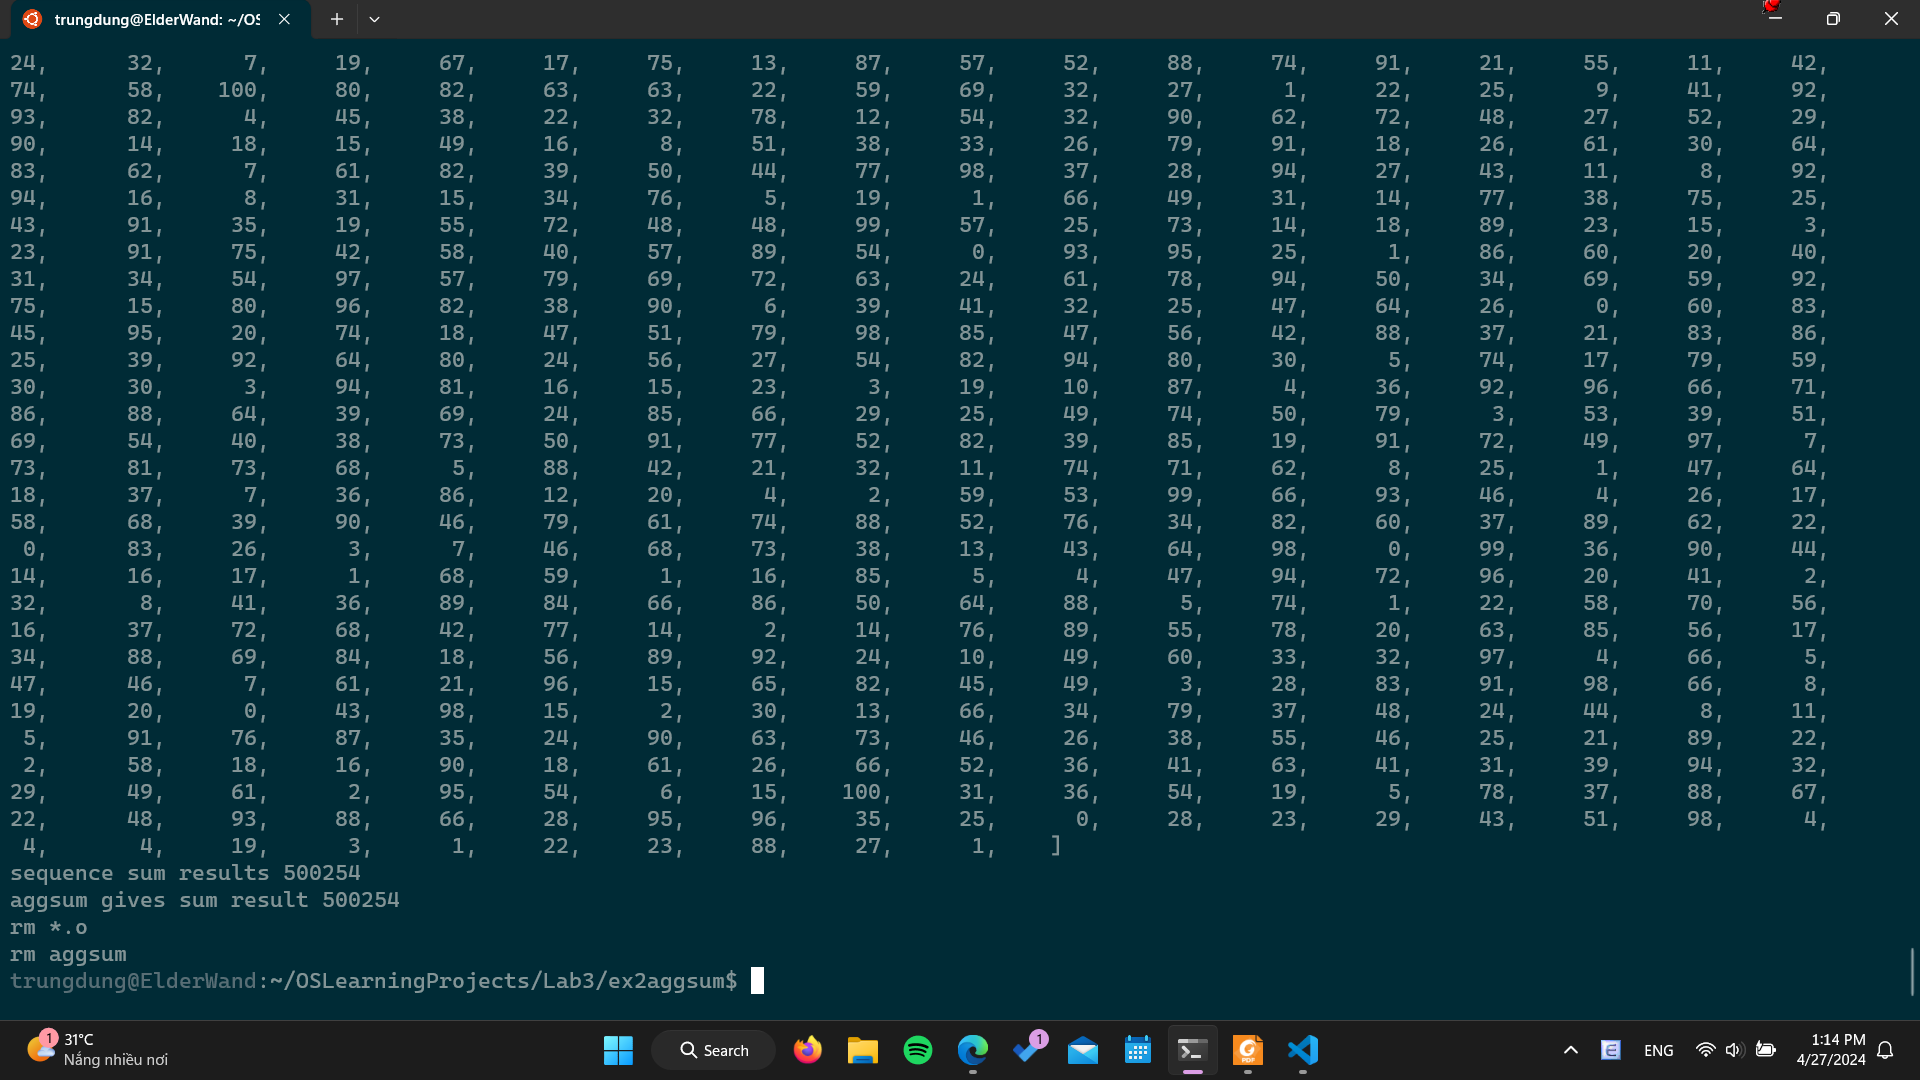 trungdung@ElderWand: ~/OS
24, 32, 7, 19, 67, 17, 75, 13, 87, 57, 52, 88, 74, 91, 21, 55, 11, 42,
74, 58, 100, 80, 82, 63, 63, 22, 59, 69, 32, 27, 1, 22, 25, 9, 41, 92,
93, 82, 4, 45, 38, 22, 32, 78, 12, 54, 32, 90, 62, 72, 48, 27, 52, 29,
90, 14, 18, 15, 49, 16, 8, 51, 38, 33, 26, 79, 91, 18, 26, 61, 30, 64,
83, 62, 7, 61, 82, 39, 50, 44, 77, 98, 37, 28, 94, 27, 43, 11, 8, 92,
94, 16, 8, 31, 15, 34, 76, 5, 19, 1, 66, 49, 31, 14, 77, 38, 75, 25,
43, 91, 35, 19, 55, 72, 48, 48, 99, 57, 25, 73, 14, 18, 89, 23, 15, 3,
23, 91, 75, 42, 58, 40, 57, 89, 54, 0, 93, 95, 25, 1, 86, 60, 20, 40,
31, 34, 54, 97, 57, 79, 69, 72, 63, 24, 61, 78, 94, 50, 34, 69, 59, 92,
75, 15, 80, 96, 82, 38, 90, 6, 39, 41, 32, 25, 47, 64, 26, 0, 60, 83,
45, 95, 20, 74, 18, 47, 51, 79, 98, 85, 47, 56, 42, 88, 37, 21, 83, 86,
25, 39, 92, 64, 80, 24, 56, 27, 54, 82, 94, 80, 30, 5, 74, 17, 79, 59,
30, 30, 3, 94, 81, 16, 15, 23, 3, 19, 10, 87, 4, 36, 92, 96, 66, 71,
86, 88, 64, 39, 69, 24, 85, 66, 29, 25, 49, 74, 50, 79, 3, 53, 39, 51,
69, 54, 40, 38, 73, 50, 91, 77, 52, 82, 39, 85, 19, 91, 72, 49, 97, 7,
73, 81, 73, 68, 5, 88, 42, 21, 32, 11, 74, 71, 62, 8, 25, 1, 47, 64,
18, 37, 7, 36, 86, 12, 20, 4, 2, 59, 53, 99, 66, 93, 46, 4, 26, 17,
58, 68, 39, 90, 46, 79, 61, 74, 88, 52, 76, 34, 82, 60, 37, 89, 62, 22,
0, 83, 26, 3, 7, 46, 68, 73, 38, 13, 43, 64, 98, 0, 99, 36, 90, 44,
14, 16, 17, 1, 68, 59, 1, 16, 85, 5, 4, 47, 94, 72, 96, 20, 41, 2,
32, 8, 41, 36, 89, 84, 66, 86, 50, 64, 88, 5, 74, 1, 22, 58, 70, 56,
16, 37, 72, 68, 42, 77, 14, 2, 14, 76, 89, 55, 78, 20, 63, 85, 56, 17,
34, 88, 69, 84, 18, 56, 89, 92, 24, 10, 49, 60, 33, 32, 97, 4, 66, 5,
47, 46, 7, 61, 21, 96, 15, 65, 82, 45, 49, 3, 28, 83, 91, 98, 66, 8,
19, 20, 0, 43, 98, 15, 2, 30, 13, 66, 34, 79, 37, 48, 24, 44, 8, 11,
5, 91, 76, 87, 35, 24, 90, 63, 73, 46, 26, 38, 55, 46, 25, 21, 89, 22,
2, 58, 18, 16, 90, 18, 61, 26, 66, 52, 36, 41, 63, 41, 31, 39, 94, 32,
29, 49, 61, 2, 95, 54, 6, 15, 100, 31, 36, 54, 19, 5, 78, 37, 88, 67,
22, 48, 93, 88, 66, 28, 95, 96, 35, 25, 0, 28, 23, 29, 43, 51, 98, 4,
4, 4, 19, 3, 1, 22, 23, 88, 27, 1, ]
sequence sum results 500254
aggsum gives sum result 500254
rm *.o
rm aggsum
trungdung@ElderWand:~/OSLearningProjects/Lab3/ex2aggsum$
1
31°C
Nắng nhiều nơi
Search
1
PDF
ENG
1:14 PM
4/27/2024